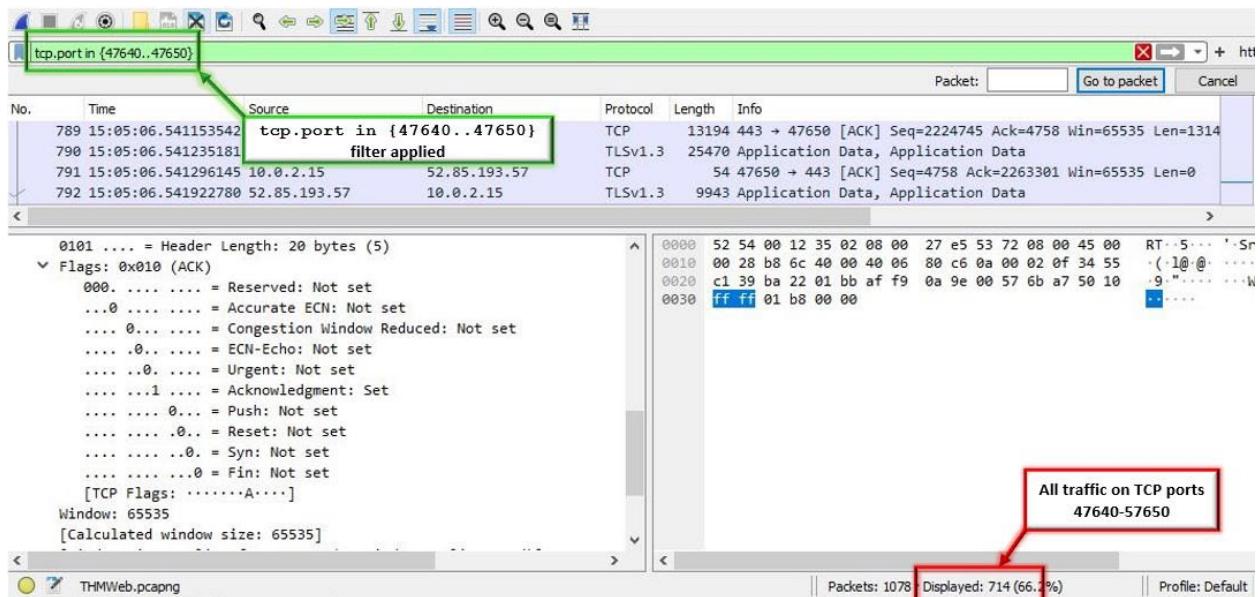 tcp.port in {47640..47650}
+ htt
Packet:
Go to packet
Cancel
No. Time Source Destination Protocol Length Info
789 15:05:06.541153542 TCP 13194 443 → 47650 [ACK] Seq=2224745 Ack=4758 Win=65535 Len=1314
790 15:05:06.541235181 TLSv1.3 25470 Application Data, Application Data
791 15:05:06.541296145 10.0.2.15 52.85.193.57 TCP 54 47650 → 443 [ACK] Seq=4758 Ack=2263301 Win=65535 Len=0
792 15:05:06.541922780 52.85.193.57 10.0.2.15 TLSv1.3 9943 Application Data, Application Data
tcp.port in {47640..47650}
filter applied
0101 .... = Header Length: 20 bytes (5)
Flags: 0x010 (ACK)
000. .... .... = Reserved: Not set
...0 .... .... = Accurate ECN: Not set
.... 0... .... = Congestion Window Reduced: Not set
.... .0.. .... = ECN-Echo: Not set
.... ..0. .... = Urgent: Not set
.... ...1 .... = Acknowledgment: Set
.... .... 0... = Push: Not set
.... .... .0.. = Reset: Not set
.... .... ..0. = Syn: Not set
.... .... ...0 = Fin: Not set
[TCP Flags: ·······A····]
Window: 65535
[Calculated window size: 65535]
0000 52 54 00 12 35 02 08 00 27 e5 53 72 08 00 45 00 RT··5··· '·Sr
0010 00 28 b8 6c 40 00 40 06 80 c6 0a 00 02 0f 34 55 ·(·l@·@· ····
0020 c1 39 ba 22 01 bb af f9 0a 9e 00 57 6b a7 50 10 ·9·"···· ···W
0030 ff ff 01 b8 00 00 ······
All traffic on TCP ports
47640-57650
THMWeb.pcapng
Packets: 1078 · Displayed: 714 (66.2%)
Profile: Default